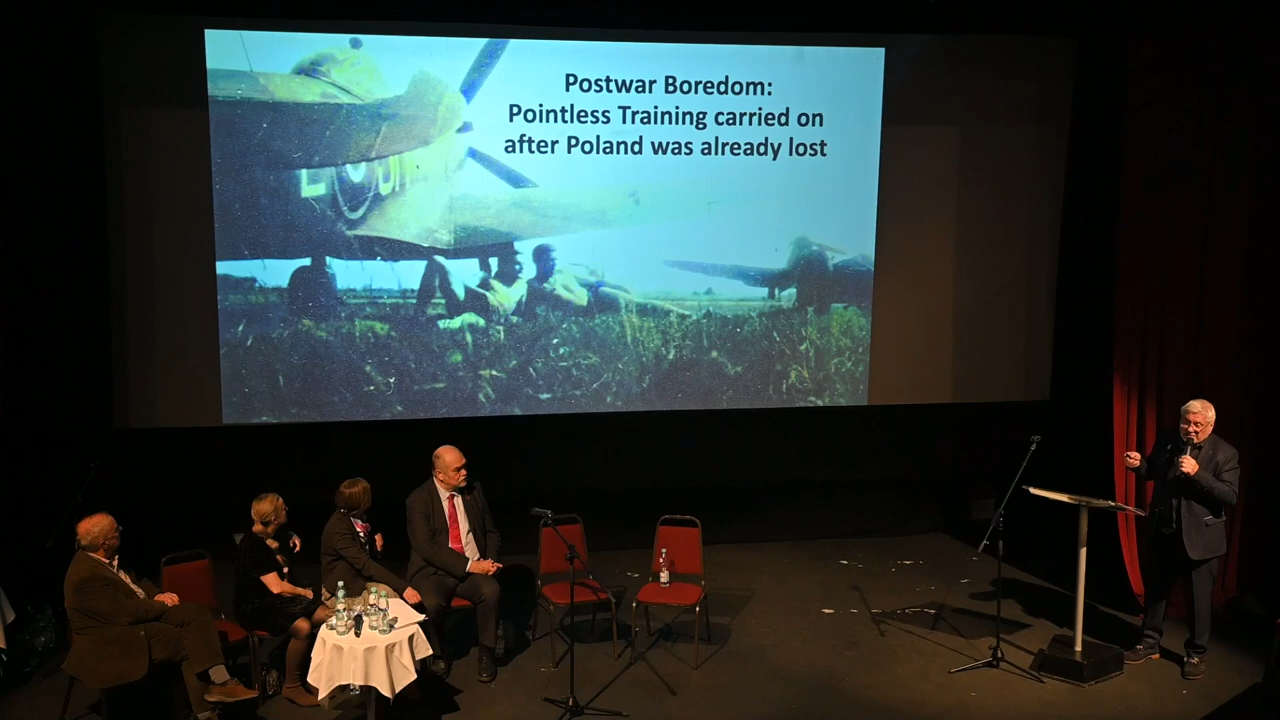 Postwar Boredom:
Pointless Training carried on
after Poland was already lost